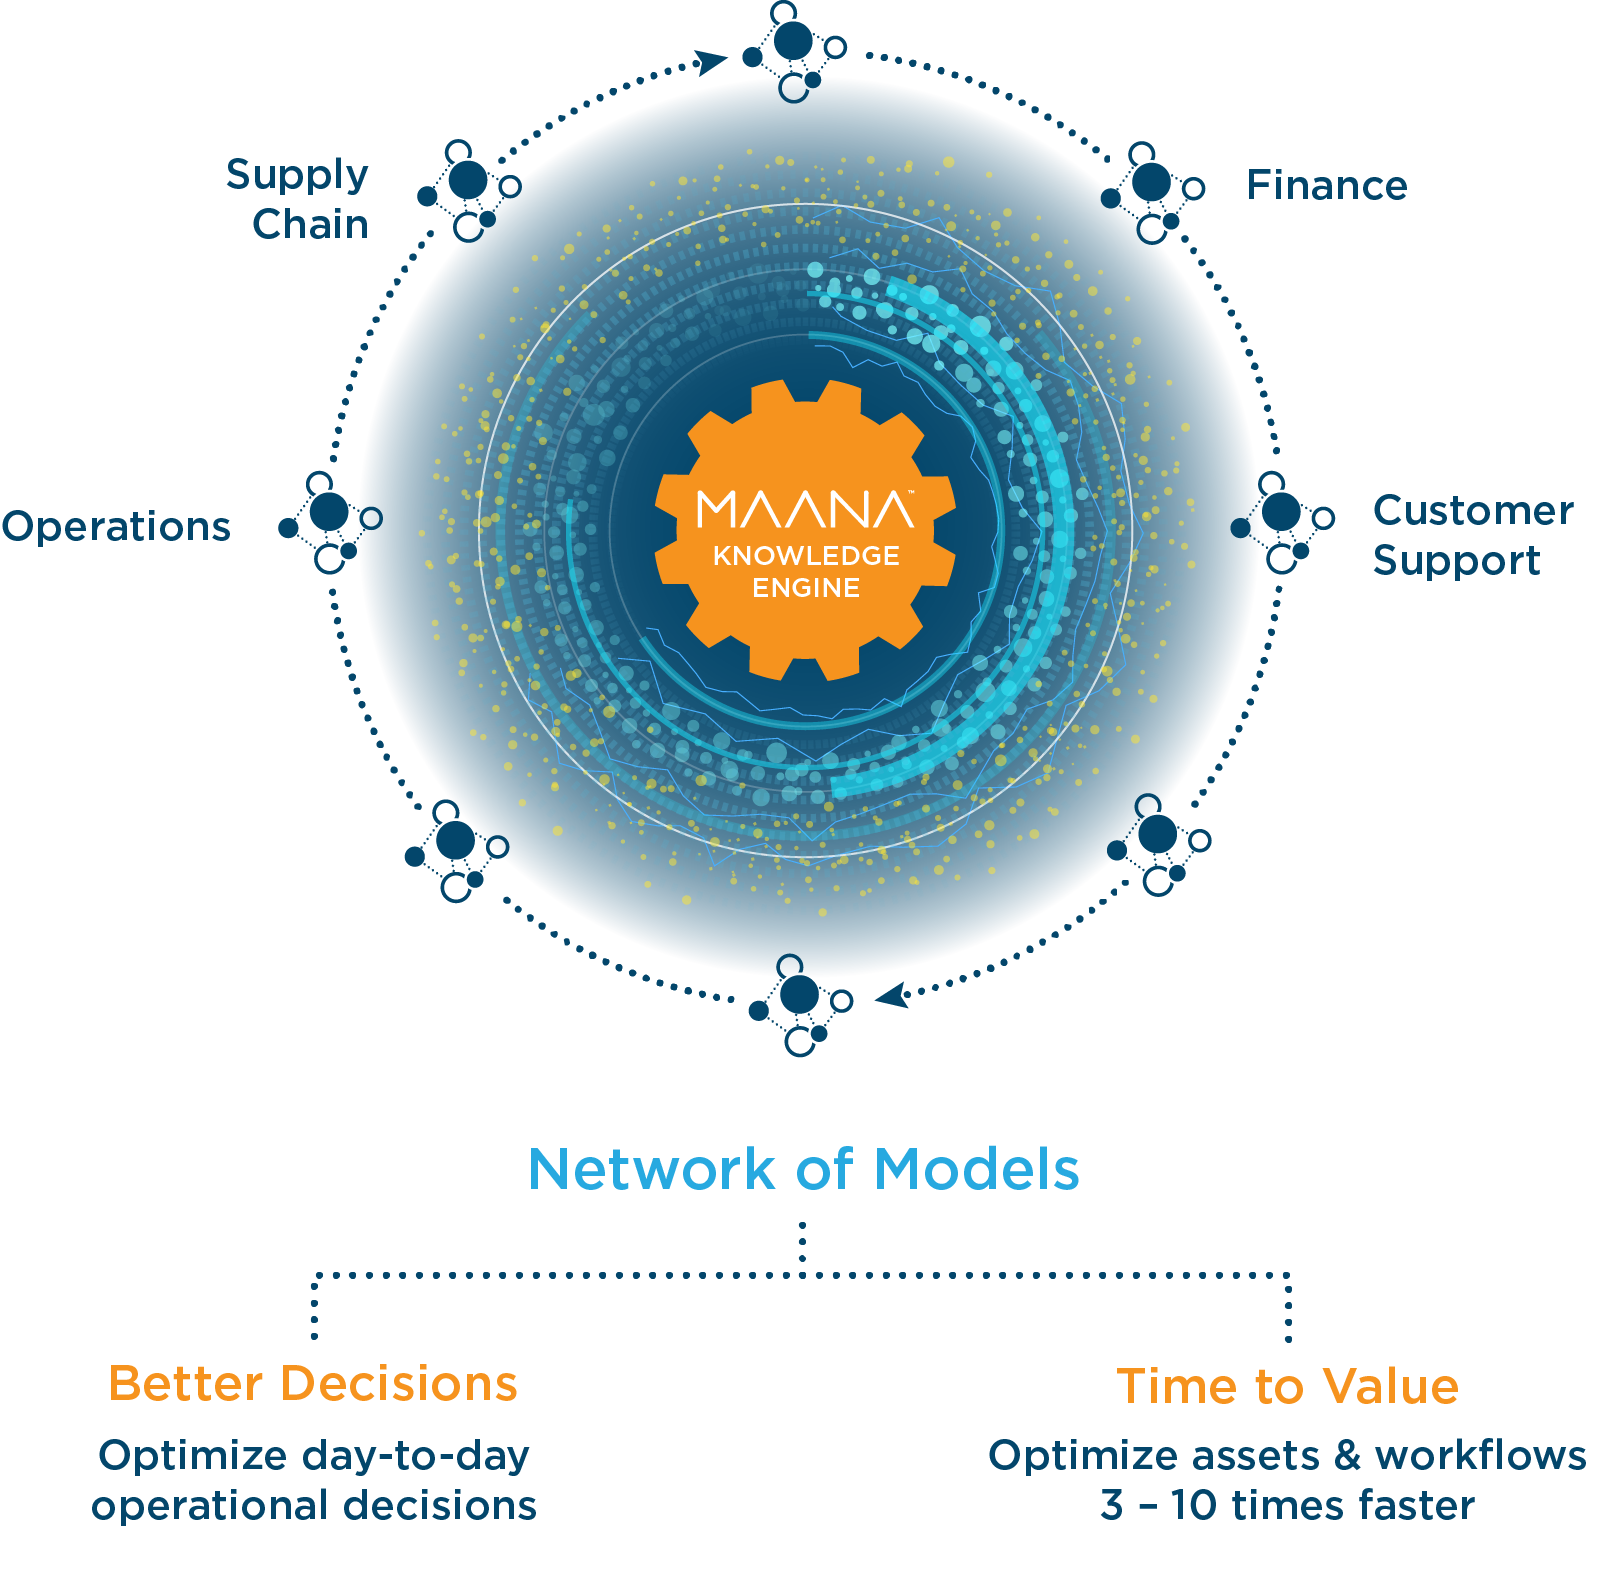 Supply
Chain
Finance
Operations
MAANA™
KNOWLEDGE
ENGINE
Customer
Support
Network of Models
Better Decisions
Optimize day-to-day
operational decisions
Time to Value
Optimize assets & workflows
3 – 10 times faster